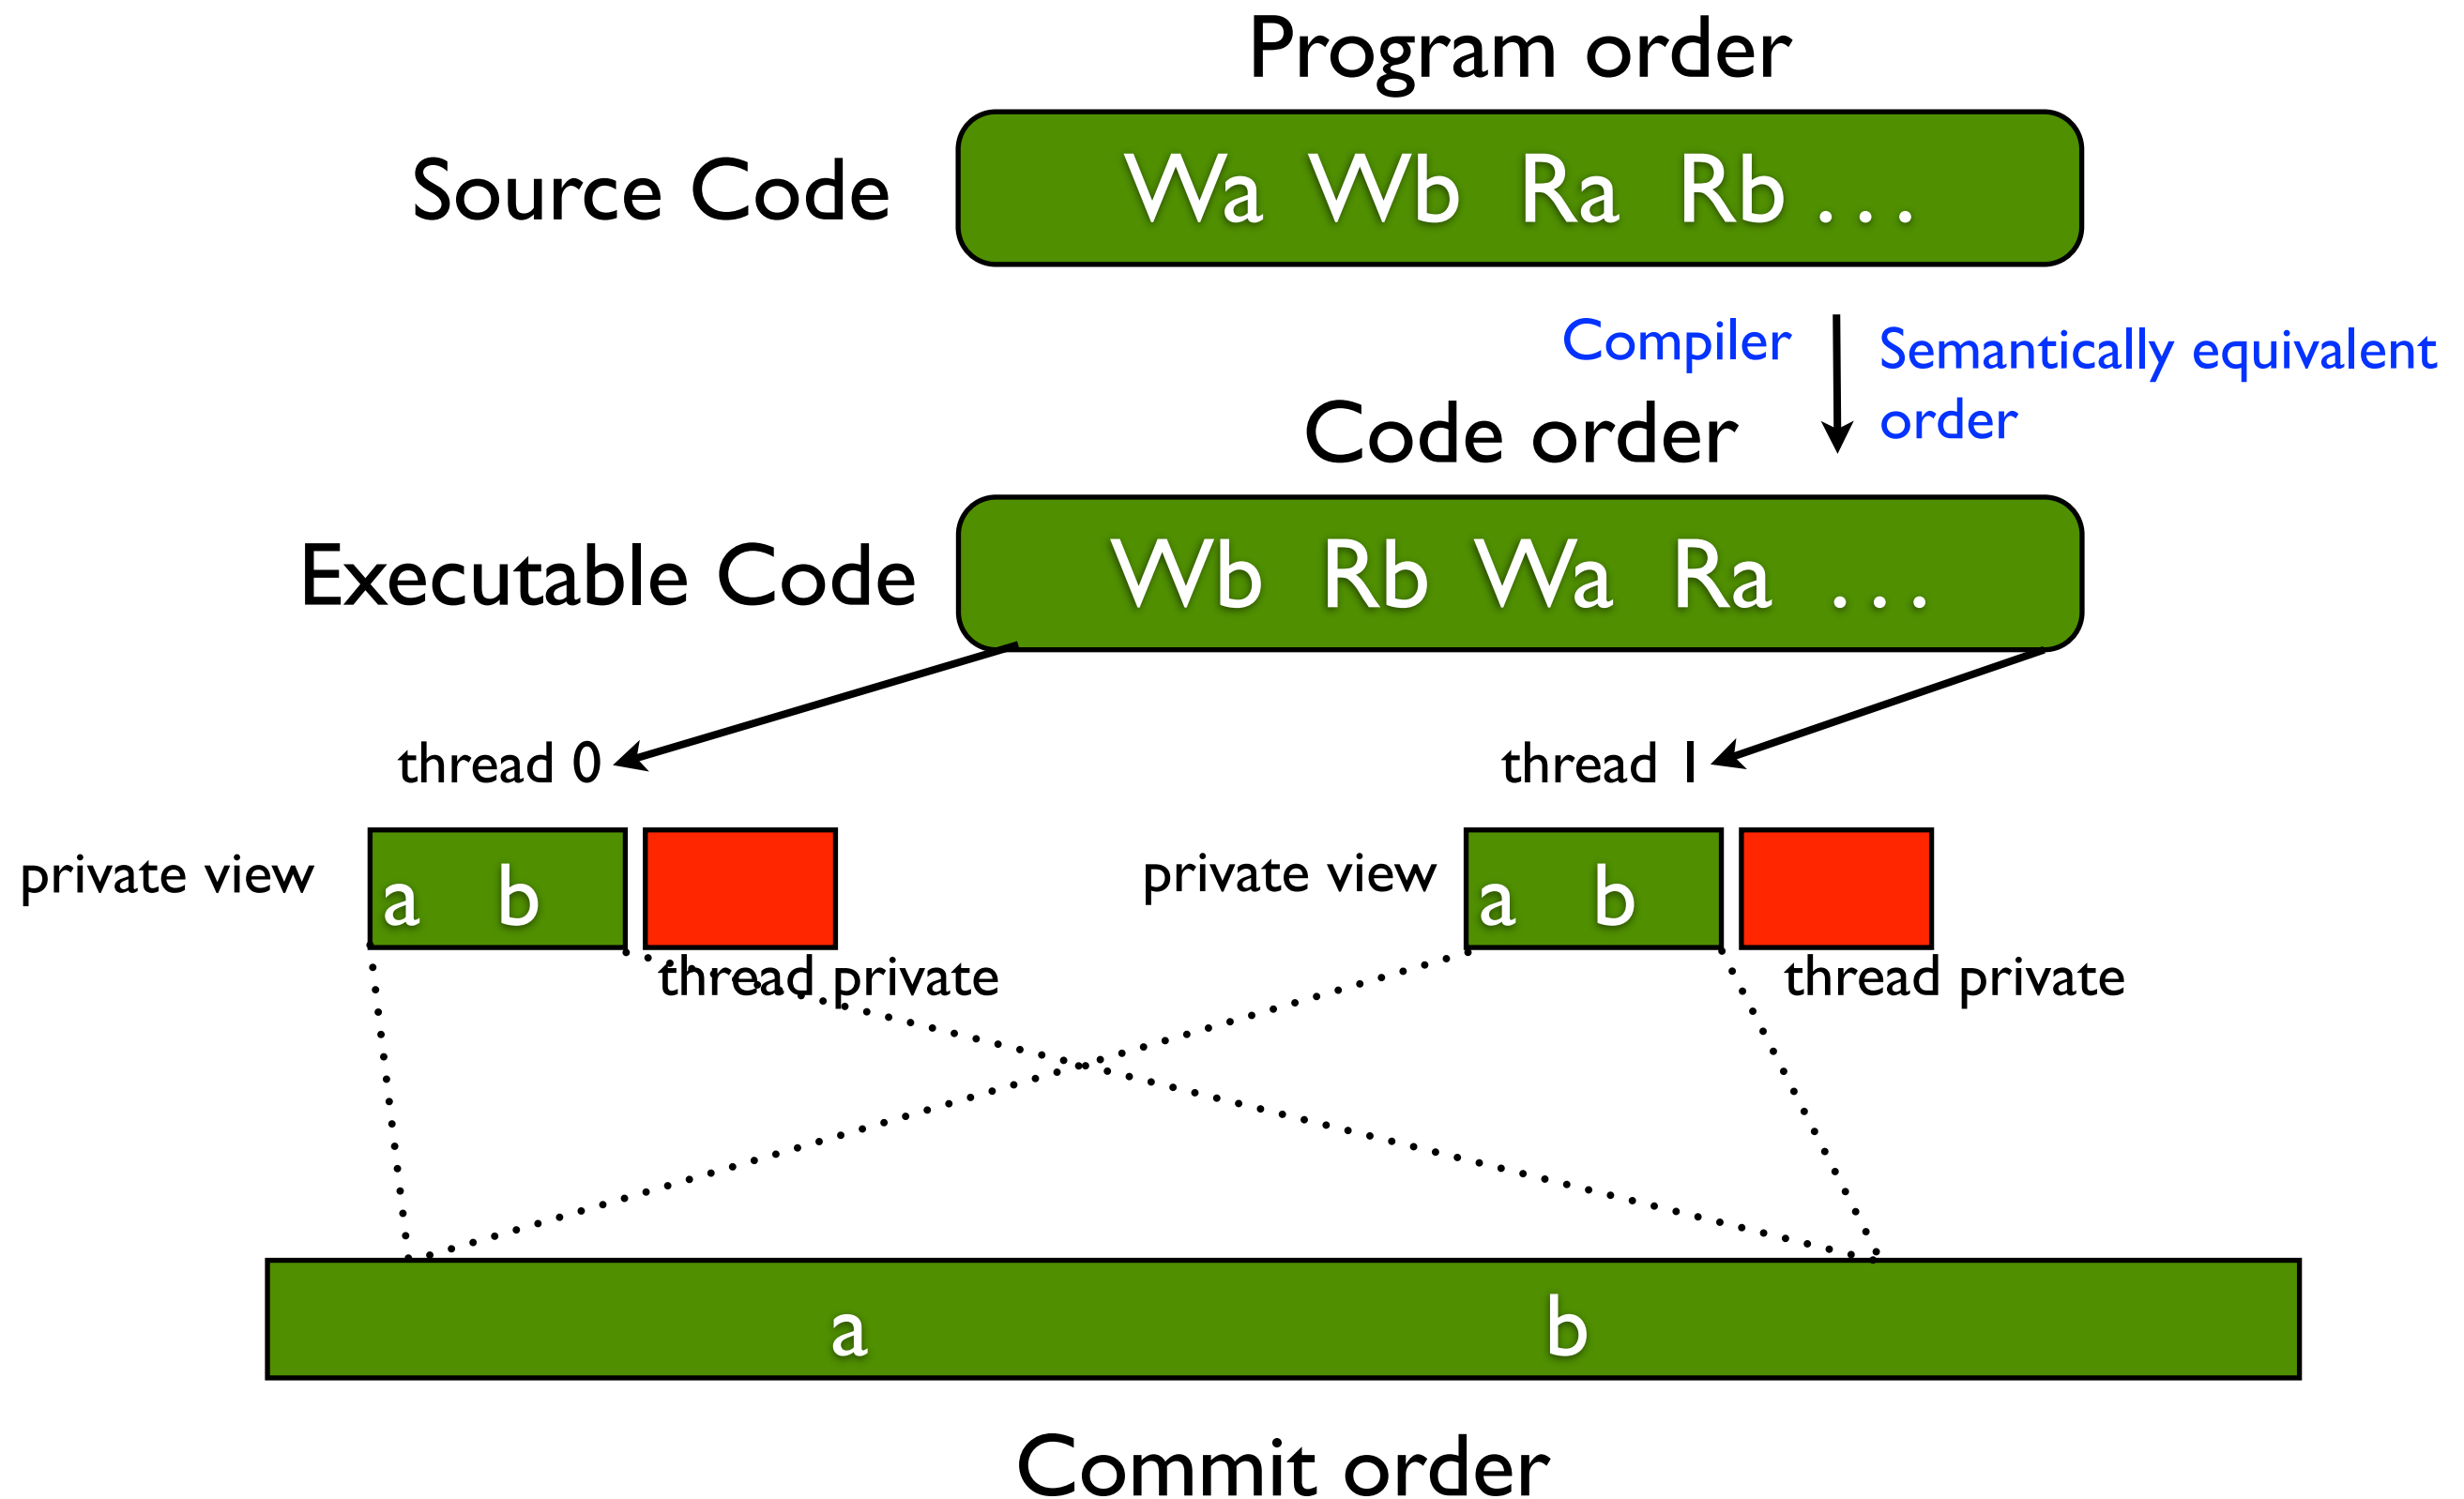 Program order
Source Code
Wa Wb Ra Rb ...
Compiler
Semantically equivalent
order
Code order
Executable Code
Wb Rb Wa Ra ...
thread 0
thread 1
private view
a b
private view
a b
thread private
thread private
a b
Commit order